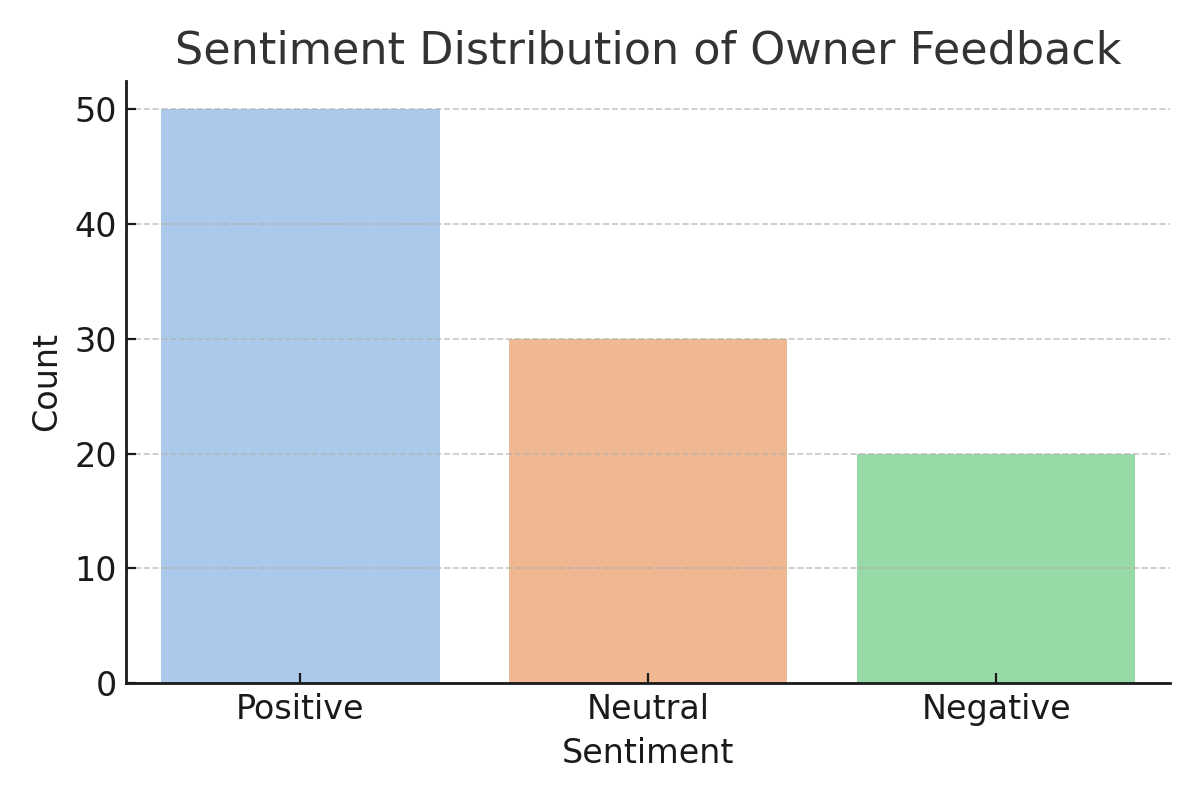 Sentiment Distribution of Owner Feedback
50
40
30
20
10
0
Count
Positive Neutral Negative
Sentiment